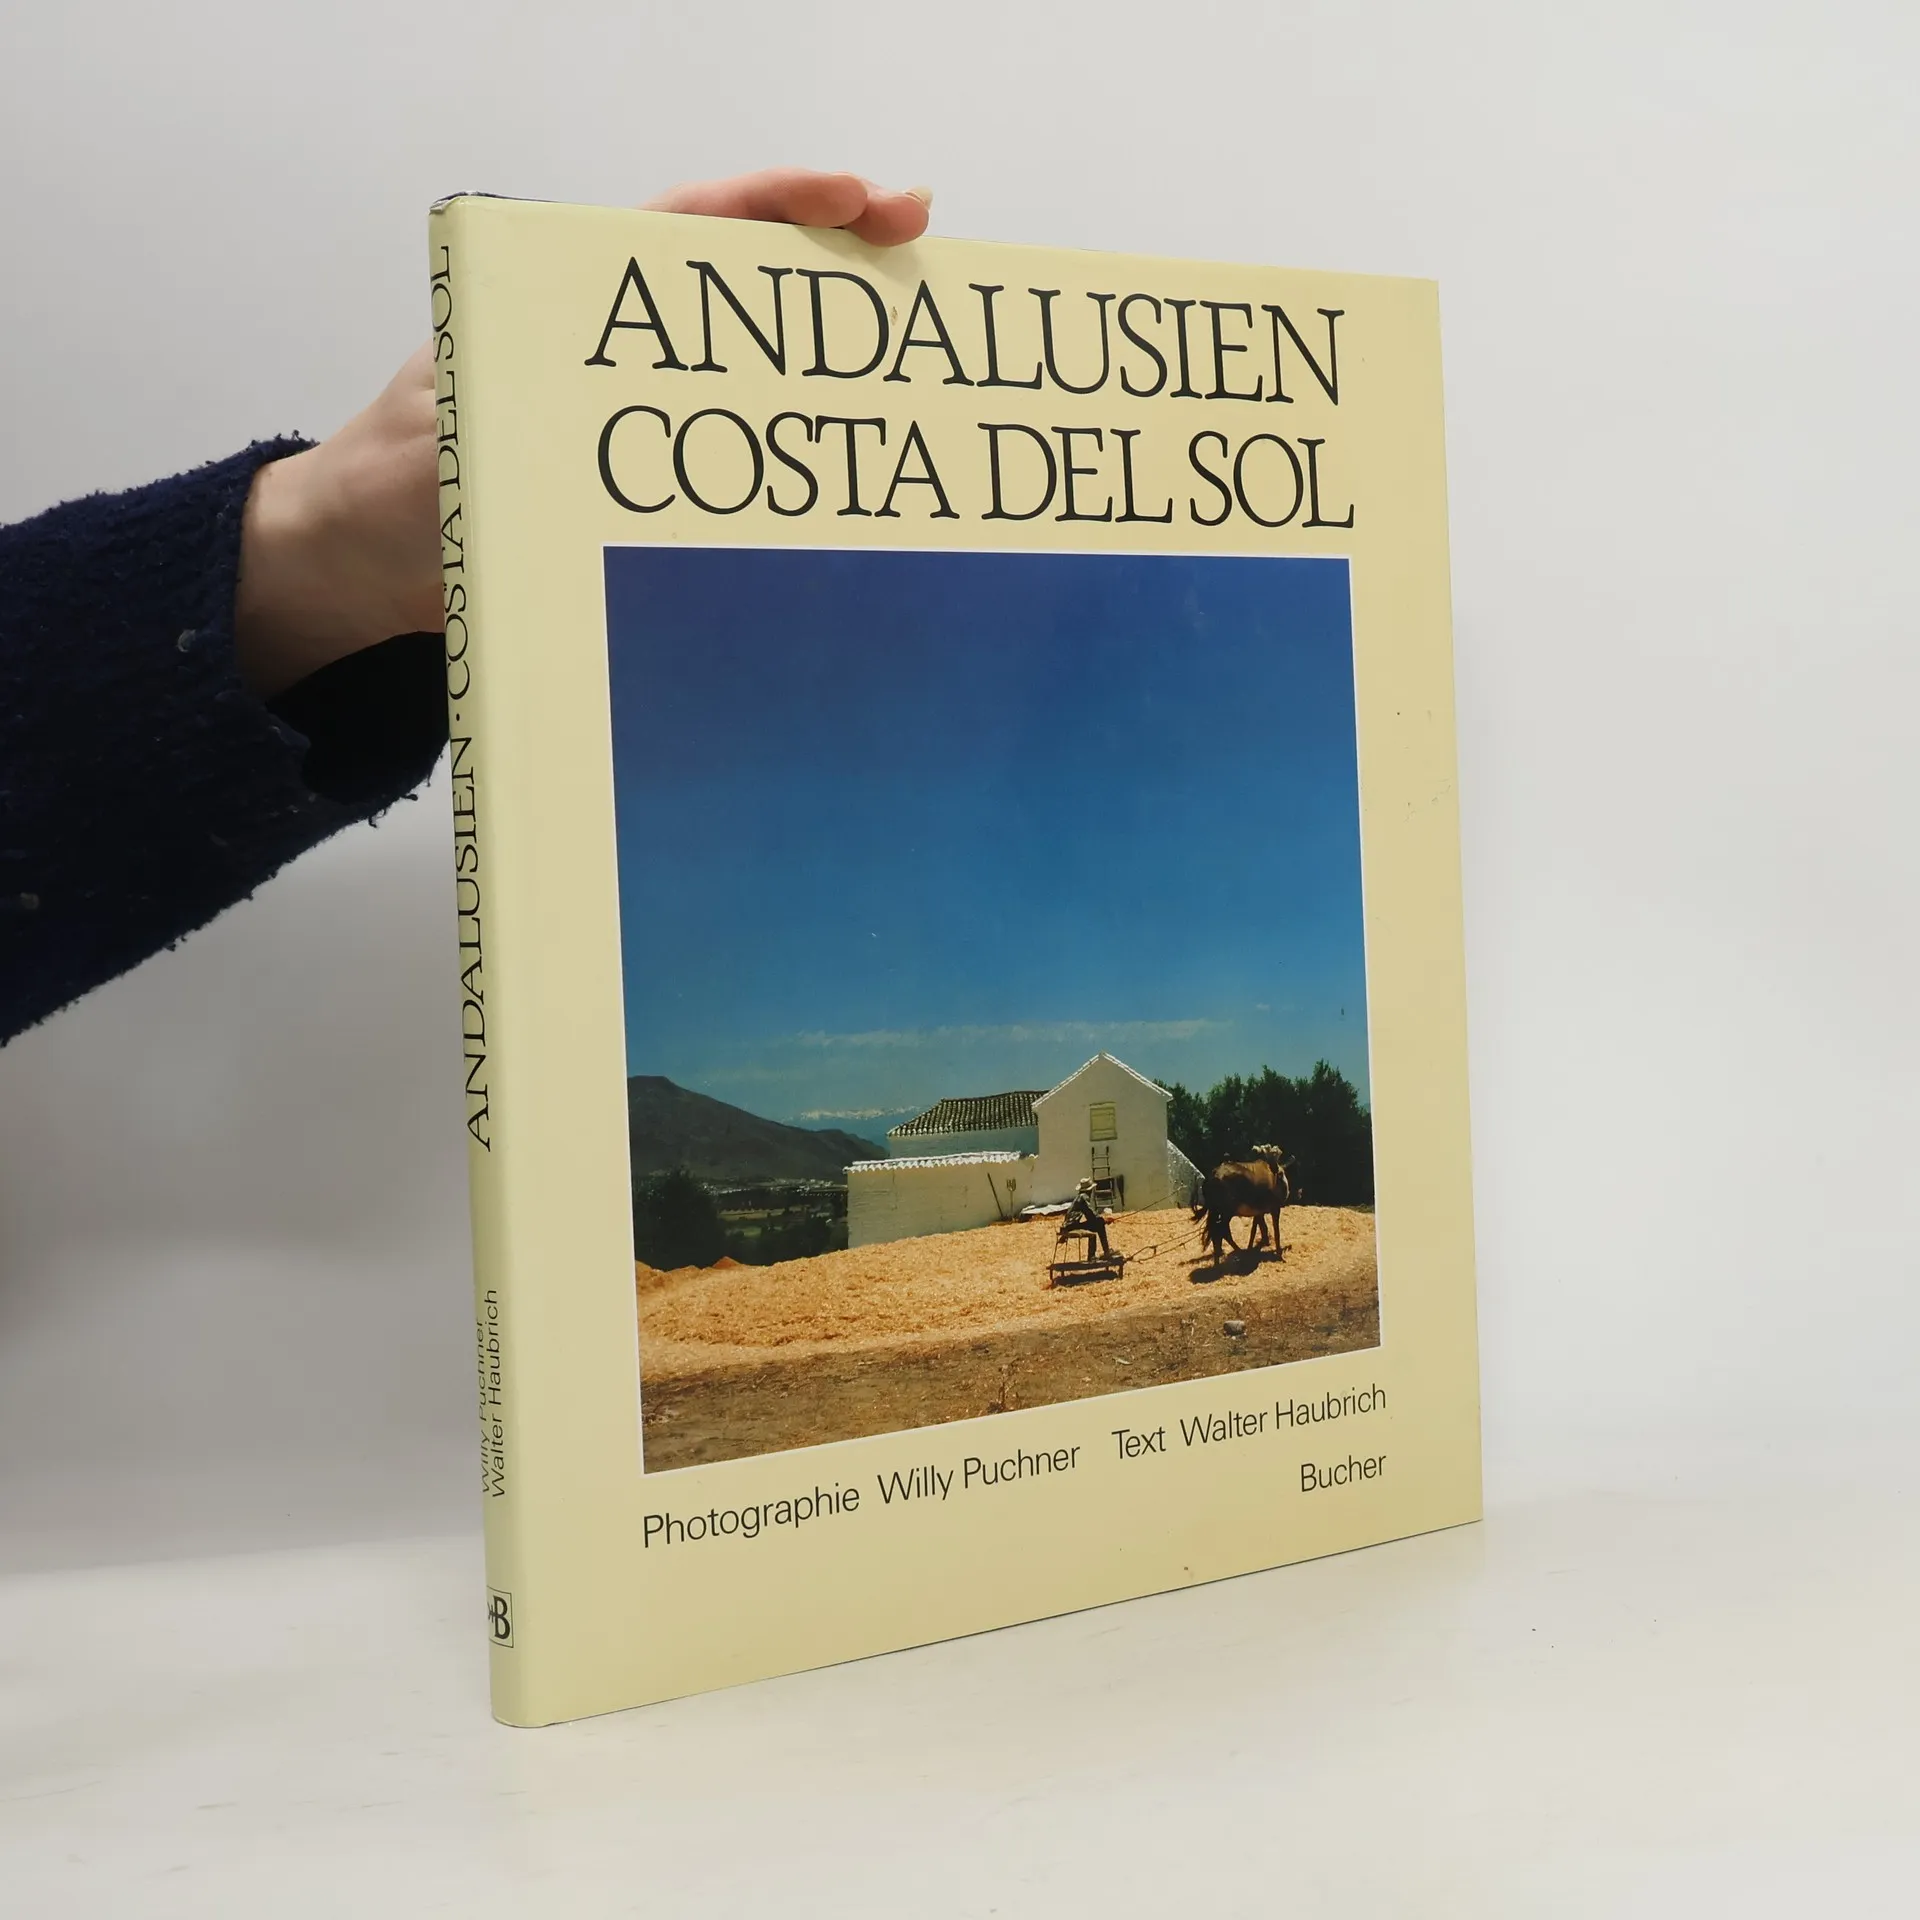 ANDALUSIEN
COSTA DEL SOL
Photographie Willy Puchner Text Walter Haubrich
Bucher
ANDALUSIEN · COSTA DEL SOL
Willy Puchner
Walter Haubrich
B